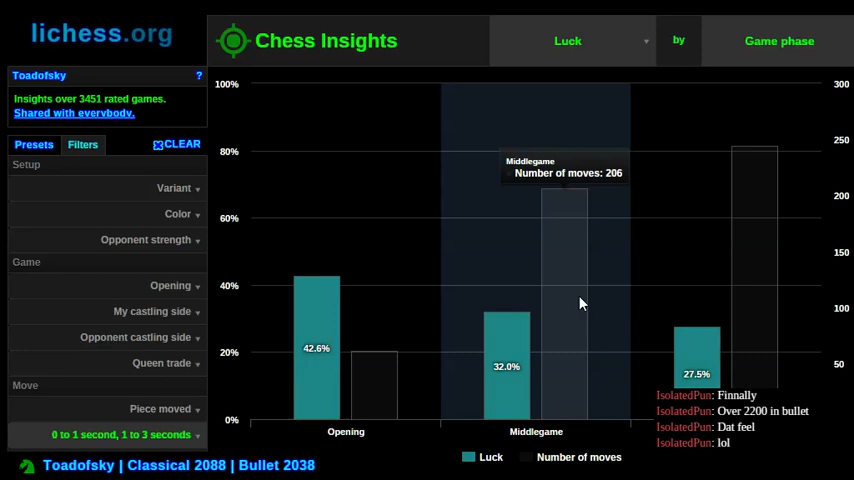 lichess.org
Chess Insights
Luck
by
Game phase
Toadofsky ?
Insights over 3451 rated games.
Shared with everybody.
Presets Filters CLEAR
Setup
Variant
Color
Opponent strength
Game
Opening
My castling side
Opponent castling side
Queen trade
Move
Piece moved
0 to 1 second, 1 to 3 seconds
100%
80%
60%
40%
20%
0%
300
250
200
150
100
50
Middlegame
Number of moves: 206
42.6%
32.0%
27.5%
Opening
Middlegame
Luck
Number of moves
IsolatedPun: Finnally
IsolatedPun: Over 2200 in bullet
IsolatedPun: Dat feel
IsolatedPun: lol
Toadofsky | Classical 2088 | Bullet 2038